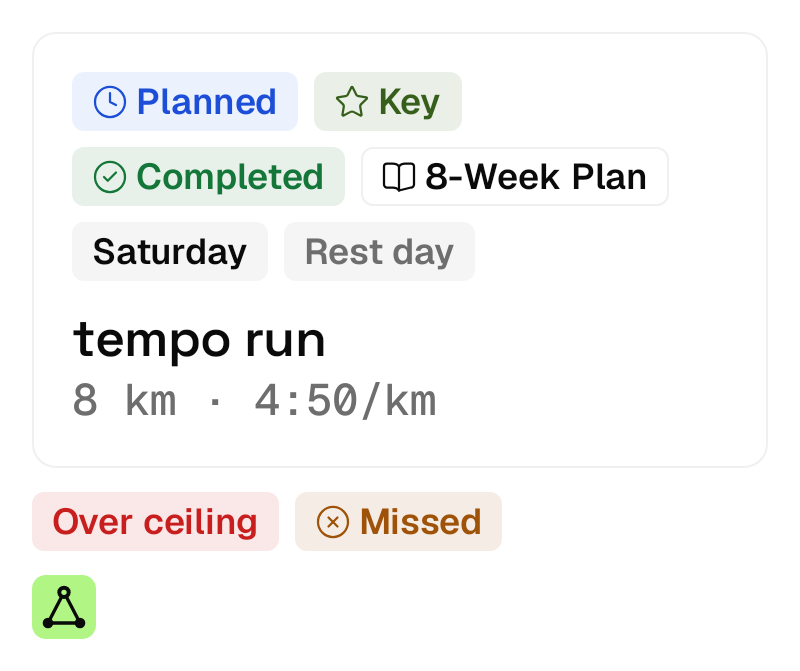 Planned Key
Completed 8-Week Plan
Saturday Rest day
tempo run
8 km · 4:50/km
Over ceiling Missed